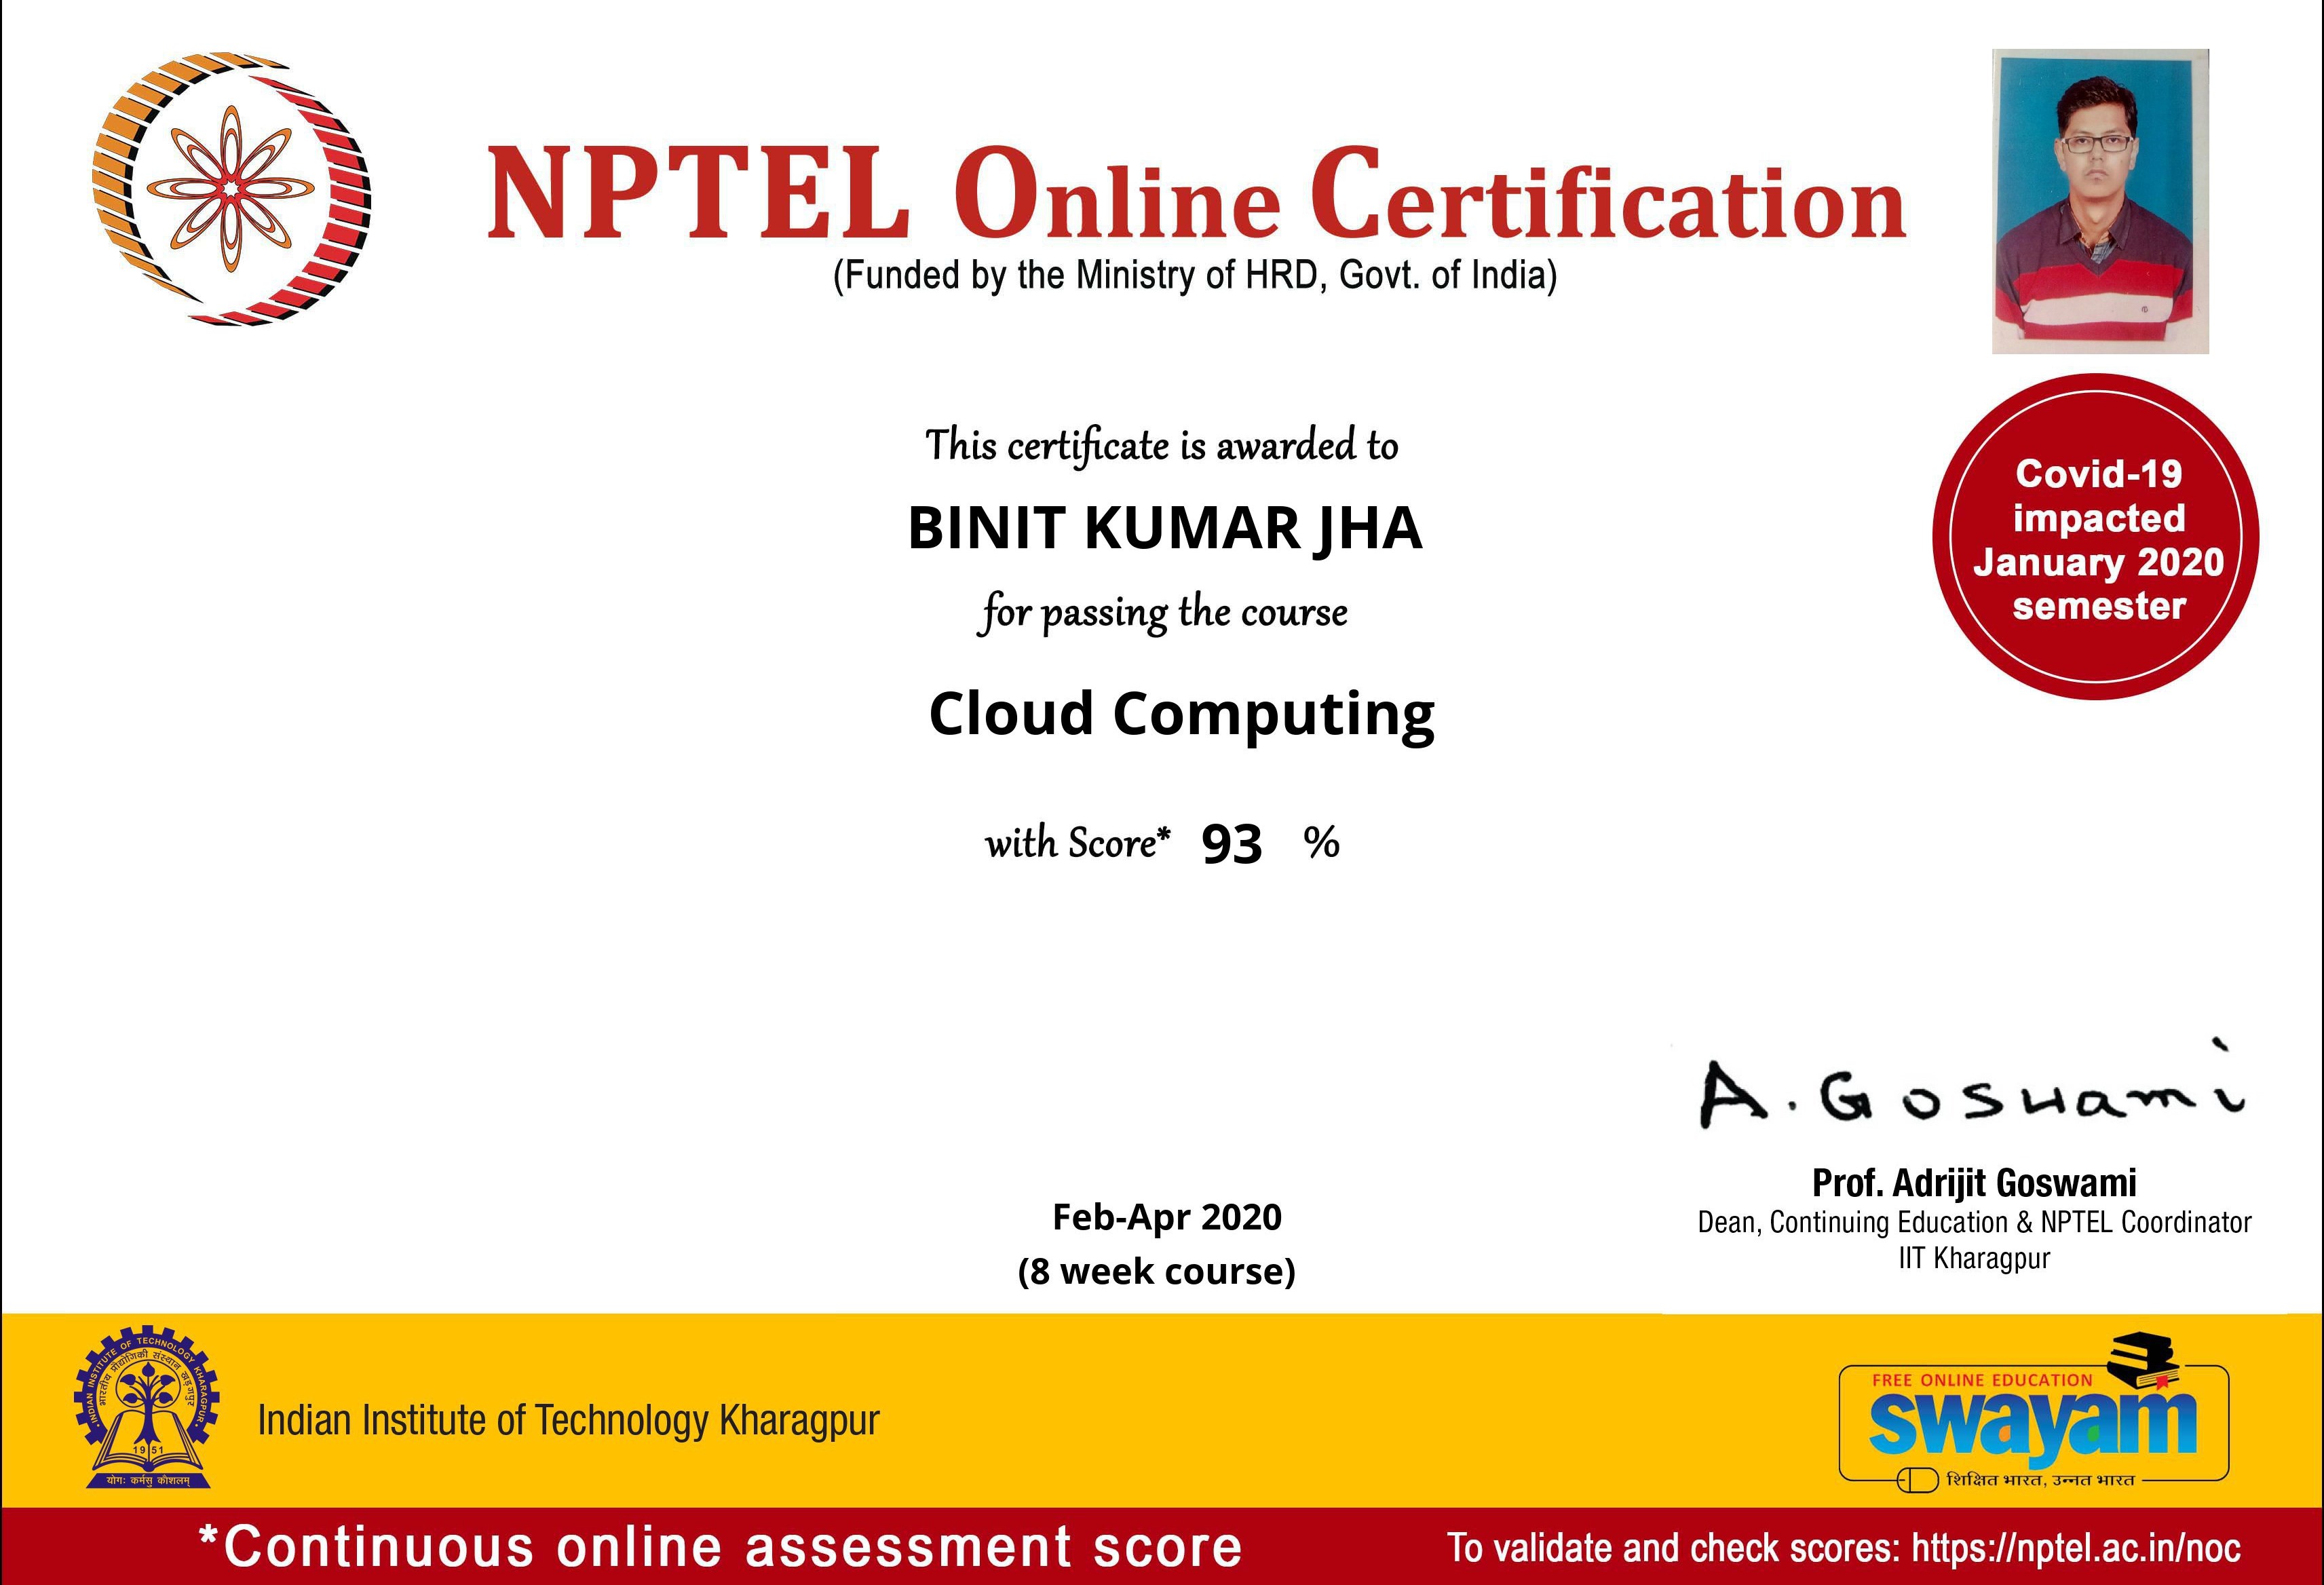 NPTEL Online Certification
(Funded by the Ministry of HRD, Govt. of India)
This certificate is awarded to
BINIT KUMAR JHA
for passing the course
Cloud Computing
with Score* 93 %
Covid-19
impacted
January 2020
semester
A. Goswami
Prof. Adrijit Goswami
Dean, Continuing Education & NPTEL Coordinator
IIT Kharagpur
Feb-Apr 2020
(8 week course)
INDIAN INSTITUTE OF TECHNOLOGY KHARAGPUR
भारतीय प्रौद्योगिकी संस्थान खड़गपुर
1951
योगः कर्मसु कौशलम्
Indian Institute of Technology Kharagpur
FREE ONLINE EDUCATION
swayam
शिक्षित भारत, उन्नत भारत
*Continuous online assessment score
To validate and check scores: https://nptel.ac.in/noc